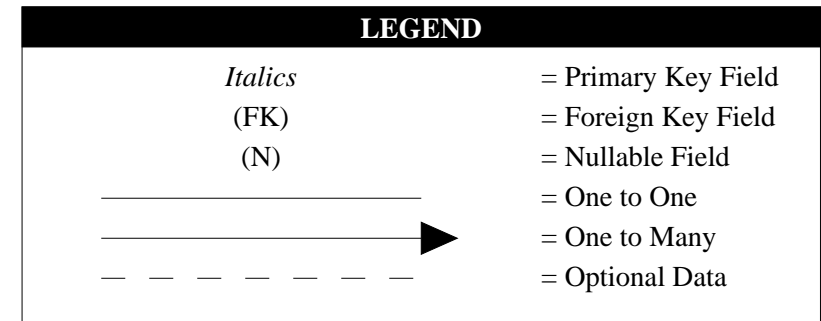 LEGEND
Italics = Primary Key Field
(FK) = Foreign Key Field
(N) = Nullable Field
= One to One
= One to Many
= Optional Data